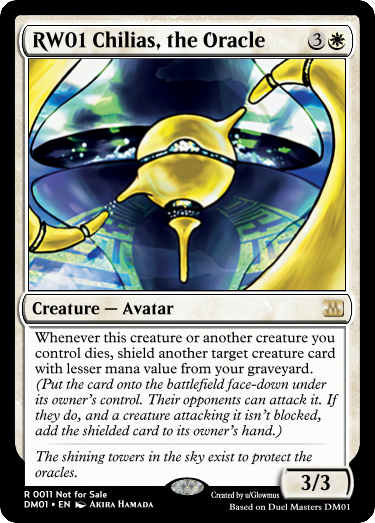 RW01 Chilias, the Oracle 3
Creature — Avatar
Whenever this creature or another creature you
control dies, shield another target creature card
with lesser mana value from your graveyard.
(Put the card onto the battlefield face-down under
its owner's control. Their opponents can attack it. If
they do, and a creature attacking it isn't blocked,
add the shielded card to its owner's hand.)
The shining towers in the sky exist to protect the
oracles.
3/3
R 0011 Not for Sale
DM01 • EN Akira Hamada
Created by u/Glowmus
Based on Duel Masters DM01